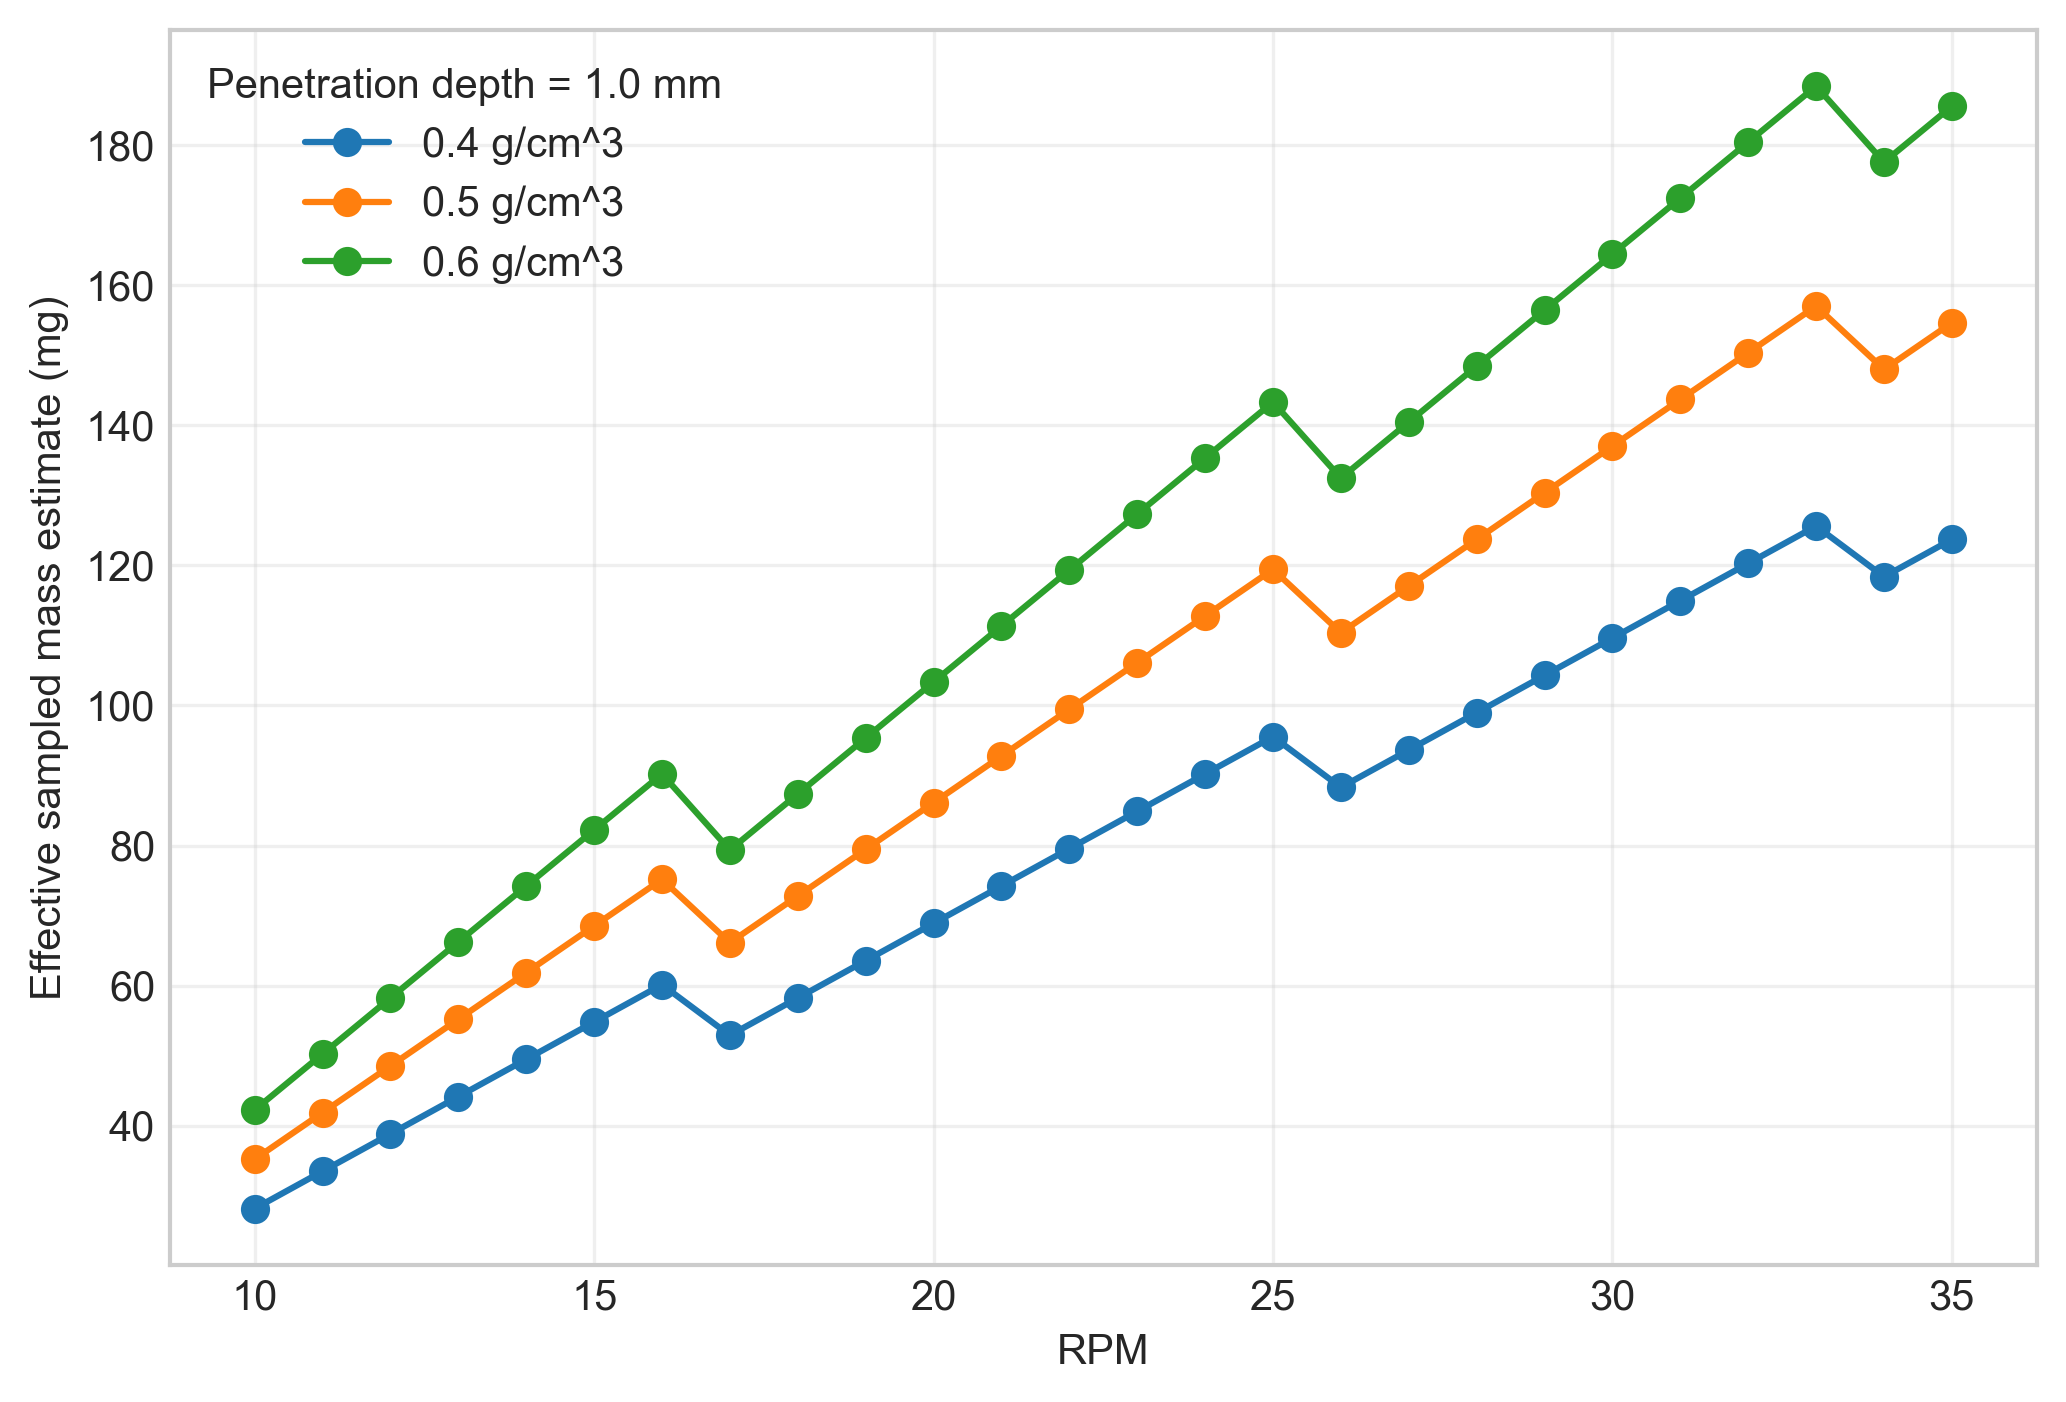 Penetration depth = 1.0 mm
0.4 g/cm^3
0.5 g/cm^3
0.6 g/cm^3
Effective sampled mass estimate (mg)
180
160
140
120
100
80
60
40
10 15 20 25 30 35
RPM